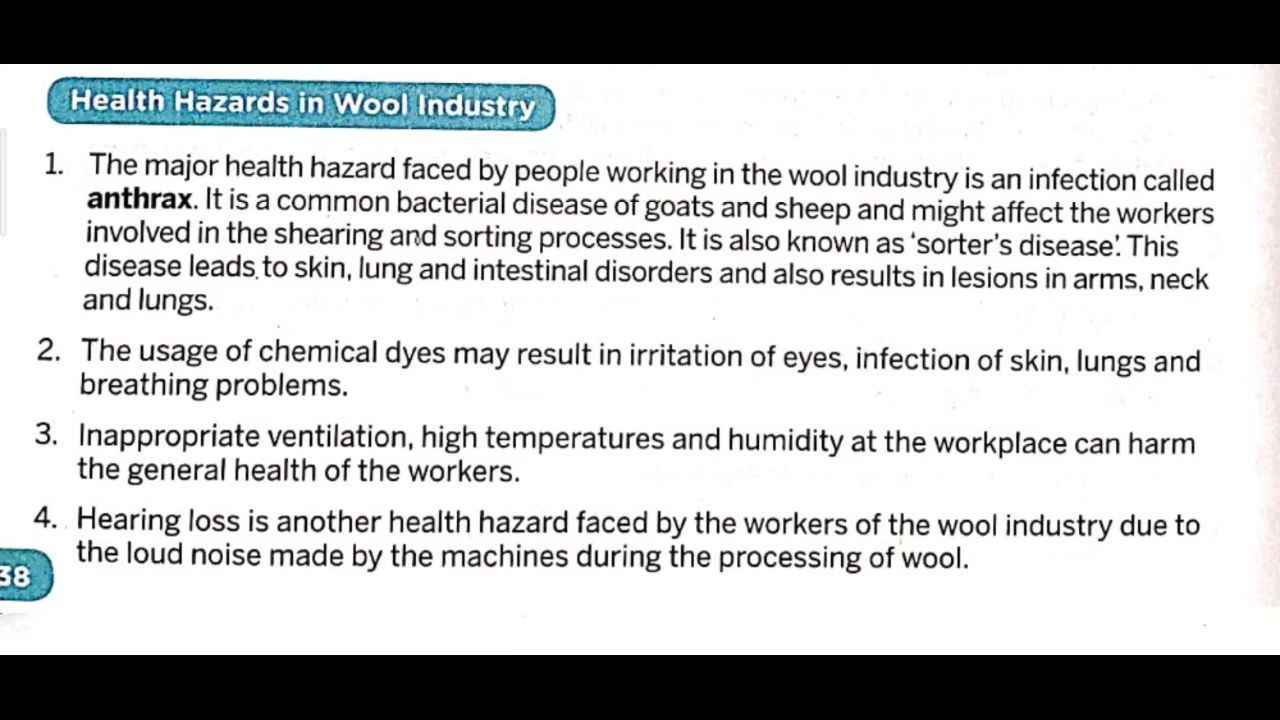 Health Hazards in Wool Industry
1. The major health hazard faced by people working in the wool industry is an infection called
anthrax. It is a common bacterial disease of goats and sheep and might affect the workers
involved in the shearing and sorting processes. It is also known as ‘sorter’s disease’. This
disease leads to skin, lung and intestinal disorders and also results in lesions in arms, neck
and lungs.
2. The usage of chemical dyes may result in irritation of eyes, infection of skin, lungs and
breathing problems.
3. Inappropriate ventilation, high temperatures and humidity at the workplace can harm
the general health of the workers.
4. Hearing loss is another health hazard faced by the workers of the wool industry due to
the loud noise made by the machines during the processing of wool.
38